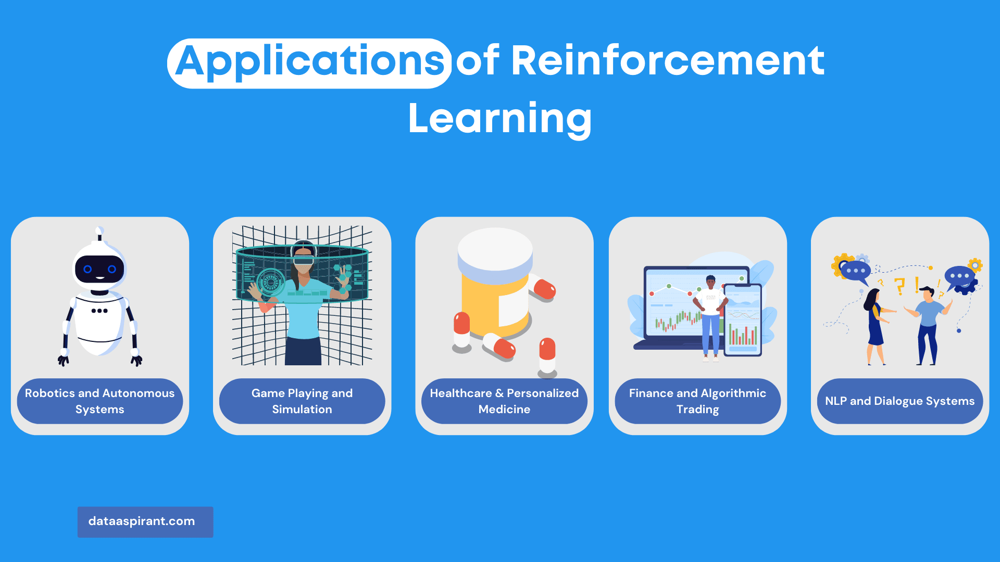 Applications of Reinforcement
Learning
Robotics and Autonomous
Systems
Game Playing and
Simulation
Healthcare & Personalized
Medicine
Finance and Algorithmic
Trading
NLP and Dialogue Systems
dataaspirant.com